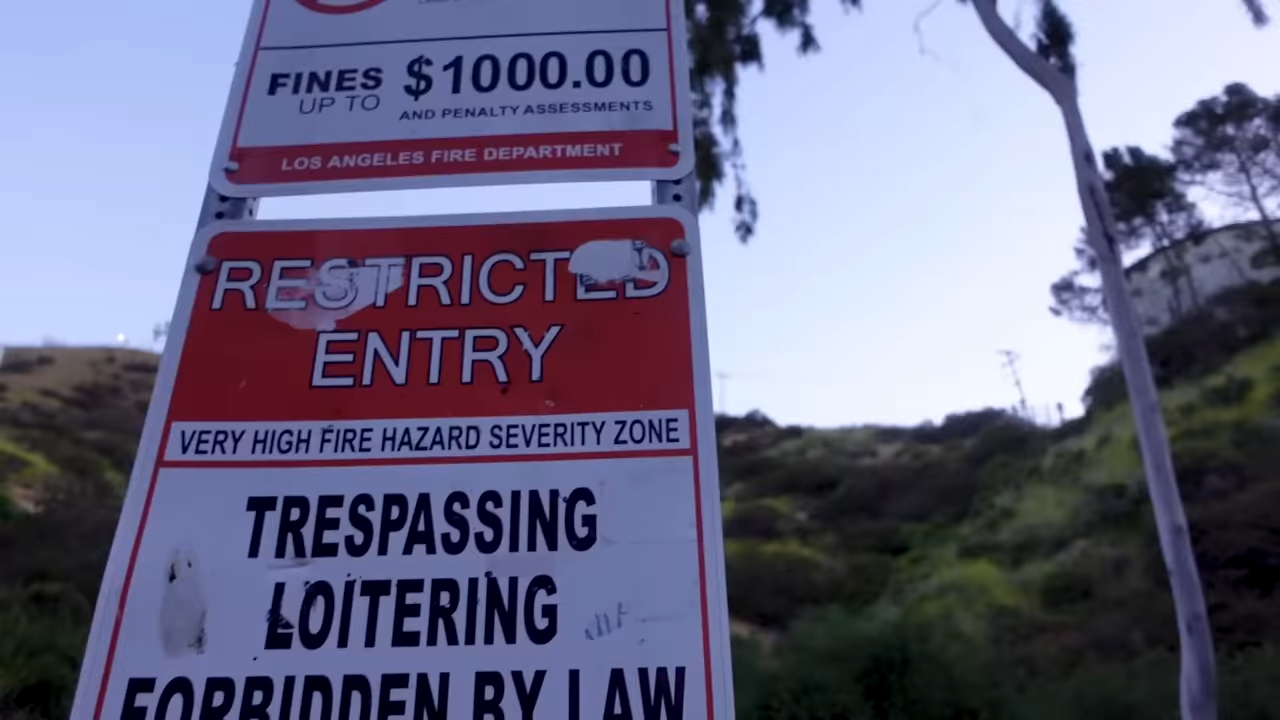 FINES UP TO $1000.00
AND PENALTY ASSESSMENTS
LOS ANGELES FIRE DEPARTMENT
RESTRICTED
ENTRY
VERY HIGH FIRE HAZARD SEVERITY ZONE
TRESPASSING
LOITERING
FORBIDDEN BY LAW